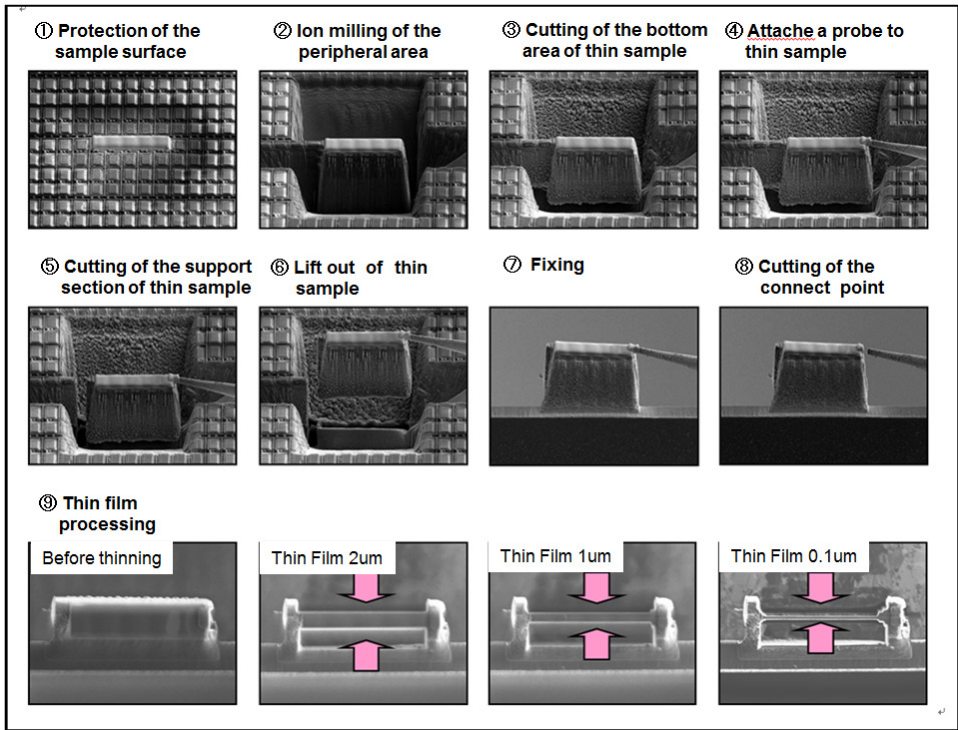 ① Protection of the
sample surface
② Ion milling of the
peripheral area
③ Cutting of the bottom
area of thin sample
④ Attache a probe to
thin sample
⑤ Cutting of the support
section of thin sample
⑥ Lift out of thin
sample
⑦ Fixing
⑧ Cutting of the
connect point
⑨ Thin film
processing
Before thinning
Thin Film 2um
Thin Film 1um
Thin Film 0.1um